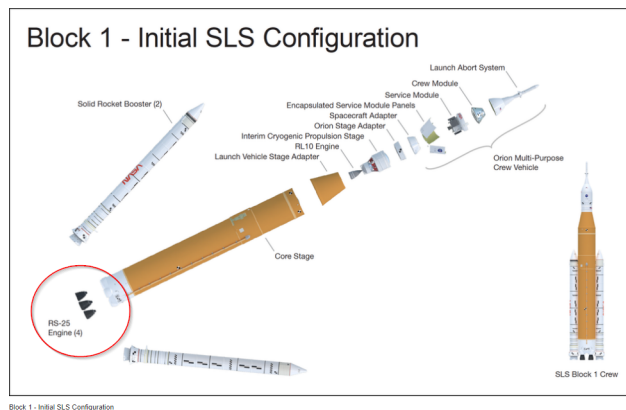 Block 1 - Initial SLS Configuration
Launch Abort System
Crew Module
Service Module
Encapsulated Service Module Panels
Spacecraft Adapter
Orion Stage Adapter
Interim Cryogenic Propulsion Stage
RL10 Engine
Launch Vehicle Stage Adapter
Solid Rocket Booster (2)
Orion Multi-Purpose
Crew Vehicle
Core Stage
RS-25
Engine (4)
SLS Block 1 Crew
Block 1 - Initial SLS Configuration